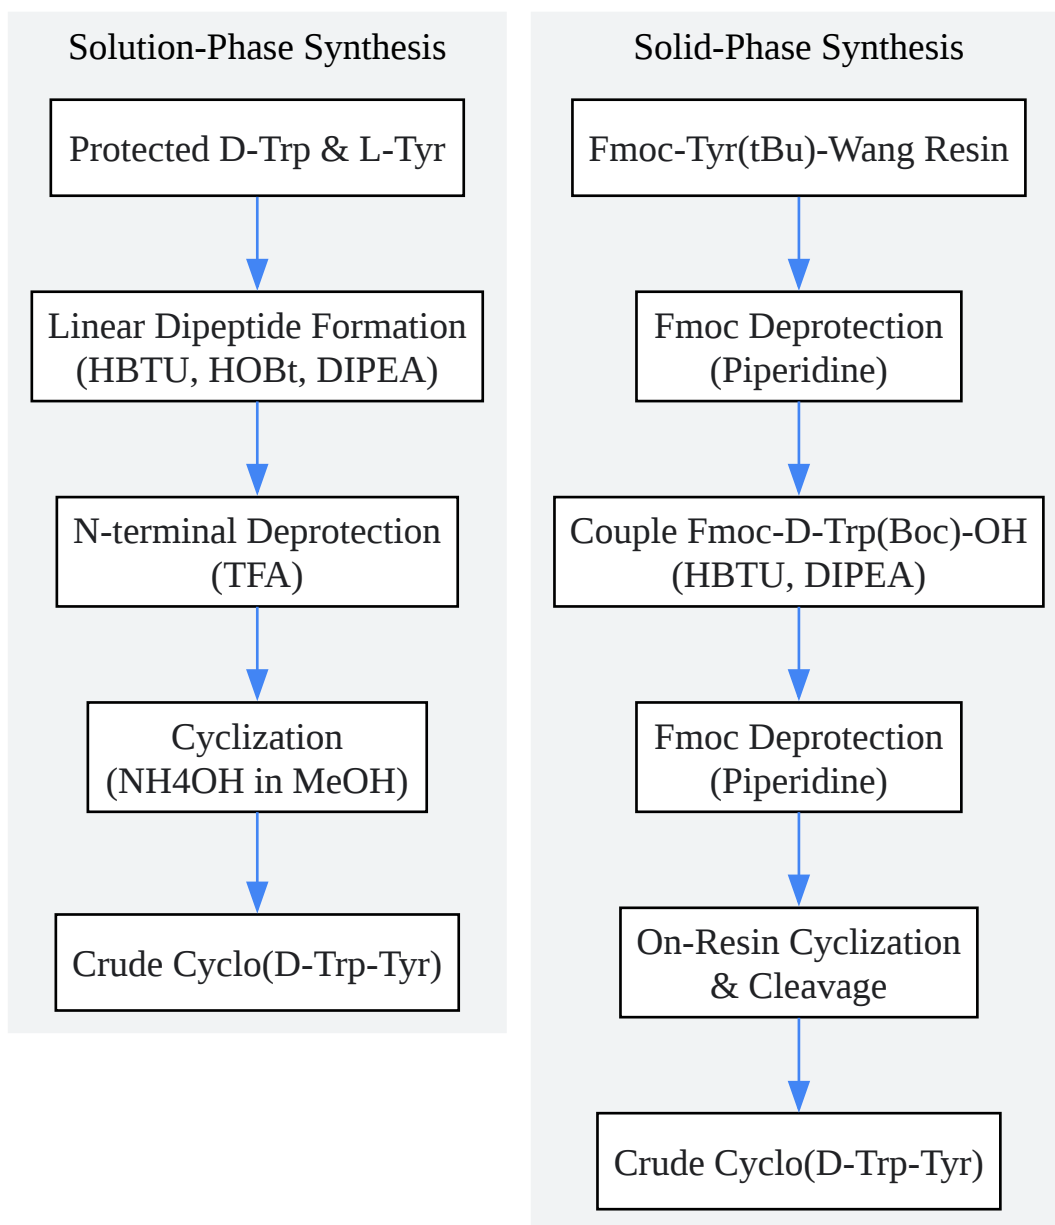 Solution-Phase Synthesis
Protected D-Trp & L-Tyr
Linear Dipeptide Formation
(HBTU, HOBt, DIPEA)
N-terminal Deprotection
(TFA)
Cyclization
(NH4OH in MeOH)
Crude Cyclo(D-Trp-Tyr)
Solid-Phase Synthesis
Fmoc-Tyr(tBu)-Wang Resin
Fmoc Deprotection
(Piperidine)
Couple Fmoc-D-Trp(Boc)-OH
(HBTU, DIPEA)
Fmoc Deprotection
(Piperidine)
On-Resin Cyclization
& Cleavage
Crude Cyclo(D-Trp-Tyr)